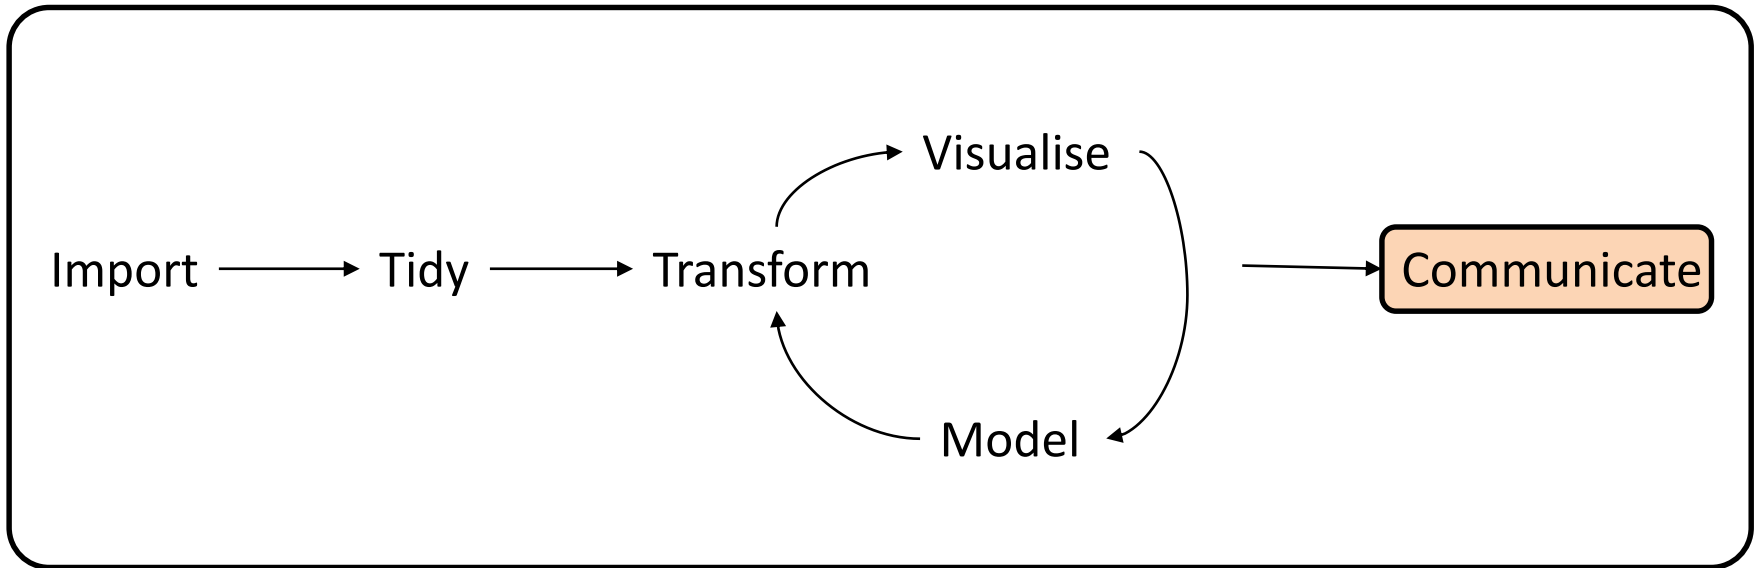 Visualise
Import
Tidy
Transform
Communicate
Model